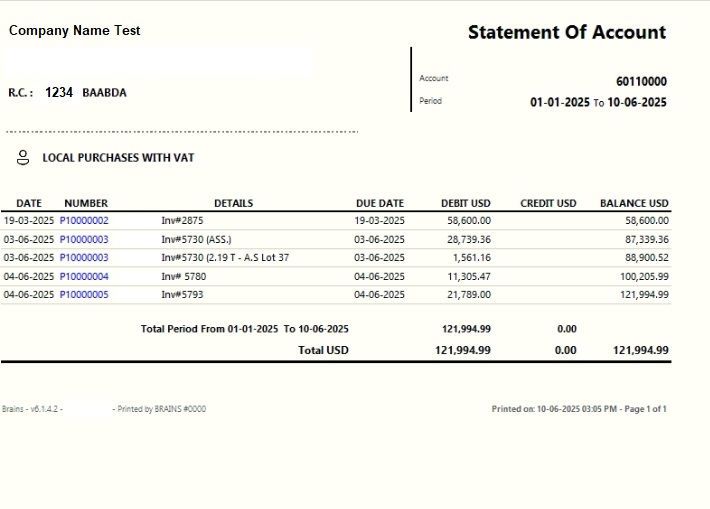 Company Name Test
Statement Of Account
R.C. : 1234 BAABDA
Account 60110000
Period 01-01-2025 To 10-06-2025
LOCAL PURCHASES WITH VAT
DATE NUMBER DETAILS DUE DATE DEBIT USD CREDIT USD BALANCE USD
19-03-2025 P10000002 Inv#2875 19-03-2025 58,600.00 58,600.00
03-06-2025 P10000003 Inv#5730 (ASS.) 03-06-2025 28,739.36 87,339.36
03-06-2025 P10000003 Inv#5730 (2.19 T - A.S Lot 37 03-06-2025 1,561.16 88,900.52
04-06-2025 P10000004 Inv# 5780 04-06-2025 11,305.47 100,205.99
04-06-2025 P10000005 Inv#5793 04-06-2025 21,789.00 121,994.99
Total Period From 01-01-2025 To 10-06-2025 121,994.99 0.00
Total USD 121,994.99 0.00 121,994.99
Brains - v6.1.4.2 - - Printed by BRAINS #0000 Printed on: 10-06-2025 03:05 PM - Page 1 of 1